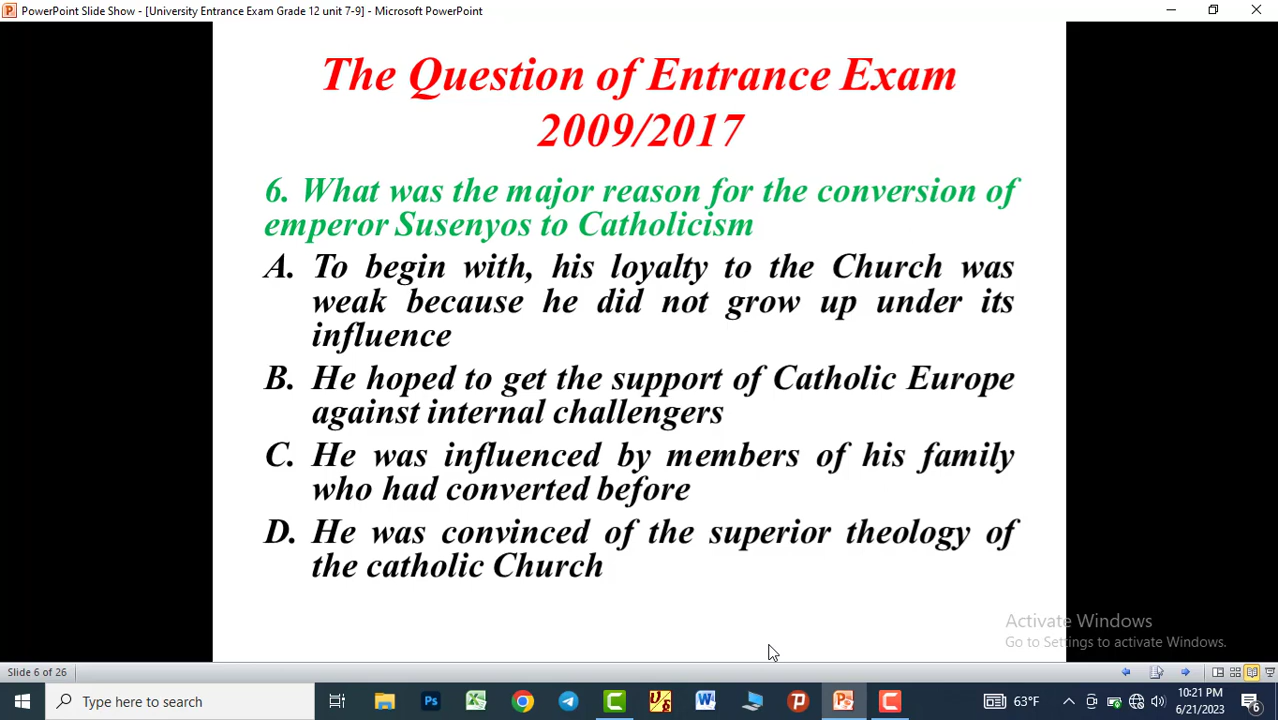 PowerPoint Slide Show - [University Entrance Exam Grade 12 unit 7-9] - Microsoft PowerPoint
The Question of Entrance Exam
2009/2017
6. What was the major reason for the conversion of
emperor Susenyos to Catholicism
A. To begin with, his loyalty to the Church was
weak because he did not grow up under its
influence
B. He hoped to get the support of Catholic Europe
against internal challengers
C. He was influenced by members of his family
who had converted before
D. He was convinced of the superior theology of
the catholic Church
Activate Windows
Go to Settings to activate Windows.
Slide 6 of 26
Type here to search
63°F
10:21 PM
6/21/2023
6